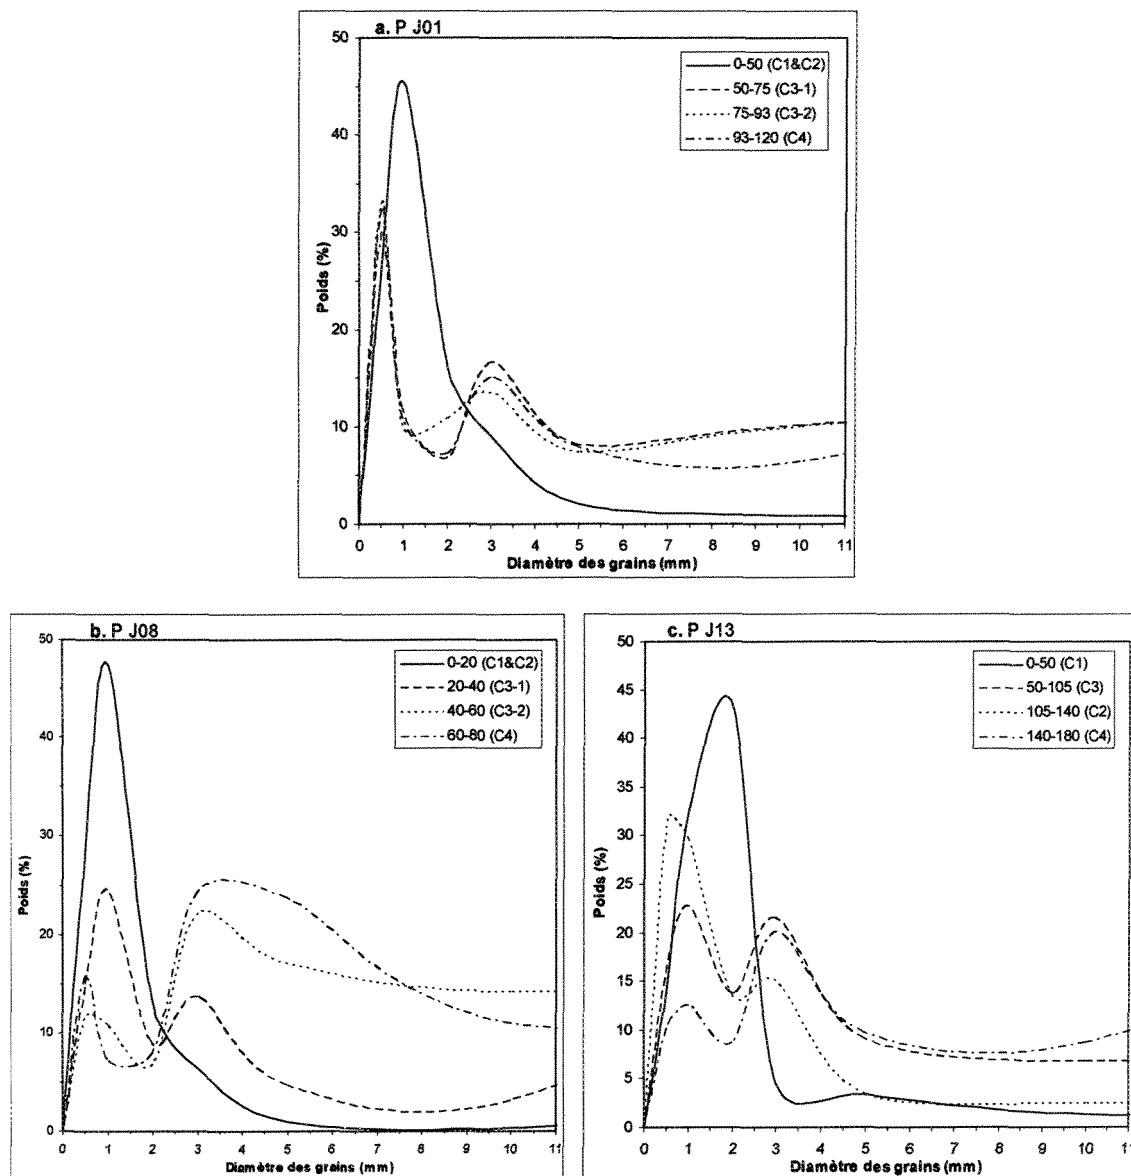 a. P J01
50
40
30
20
10
0
Poids (%)
0-50 (C1&C2)
50-75 (C3-1)
75-93 (C3-2)
93-120 (C4)
0 1 2 3 4 5 6 7 8 9 10 11
Diamètre des grains (mm)
b. P J08
50
40
30
20
10
0
Poids (%)
0-20 (C1&C2)
20-40 (C3-1)
40-60 (C3-2)
60-80 (C4)
0 1 2 3 4 5 6 7 8 9 10 11
Diamètre des grains (mm)
c. P J13
50
45
40
35
30
25
20
15
10
5
0
Poids (%)
0-50 (C1)
50-105 (C3)
105-140 (C2)
140-180 (C4)
0 1 2 3 4 5 6 7 8 9 10 11
Diamètre des grains (mm)